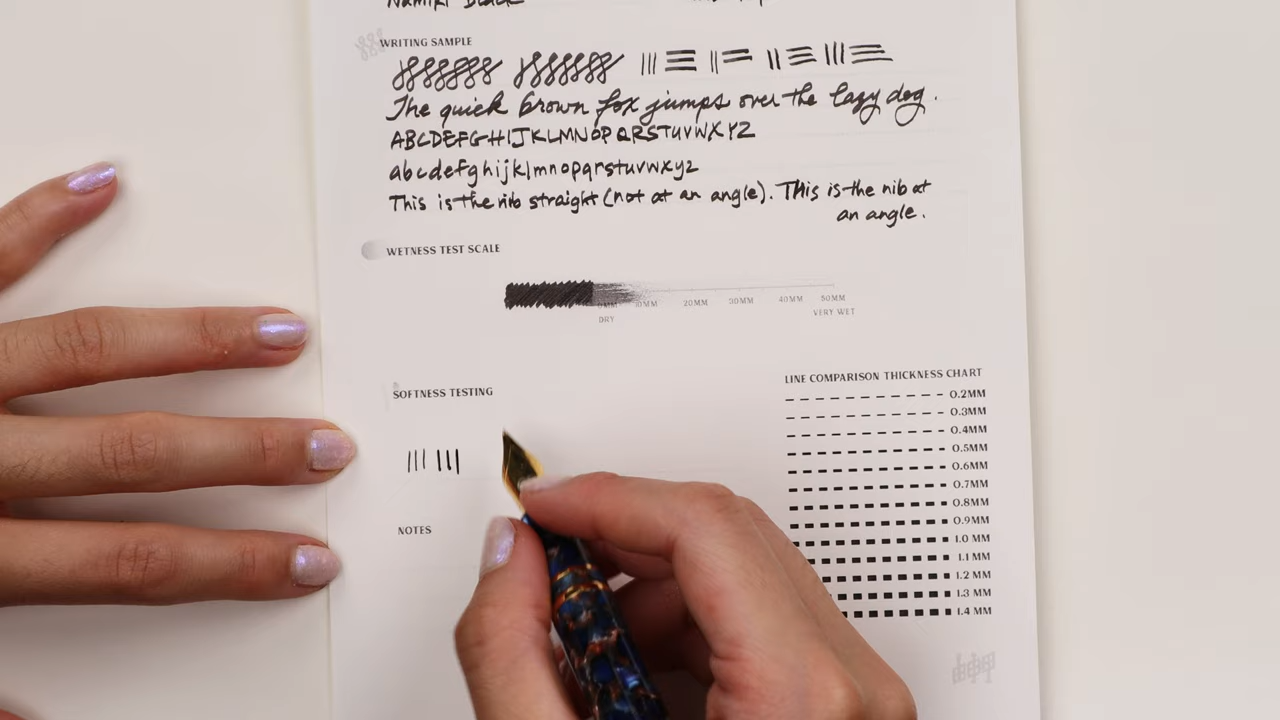 Namiki Black
WRITING SAMPLE
The quick brown fox jumps over the lazy dog.
ABCDEFGHIJKLMNOPQRSTUVWXYZ
abcdefghijklmnopqrstuvwxyz
This is the nib straight (not at an angle). This is the nib at
an angle.
WETNESS TEST SCALE
0MM 10MM 20MM 30MM 40MM 50MM
DRY VERY WET
SOFTNESS TESTING
NOTES
LINE COMPARISON THICKNESS CHART
0.2MM
0.3MM
0.4MM
0.5MM
0.6MM
0.7MM
0.8MM
0.9MM
1.0 MM
1.1 MM
1.2 MM
1.3 MM
1.4 MM